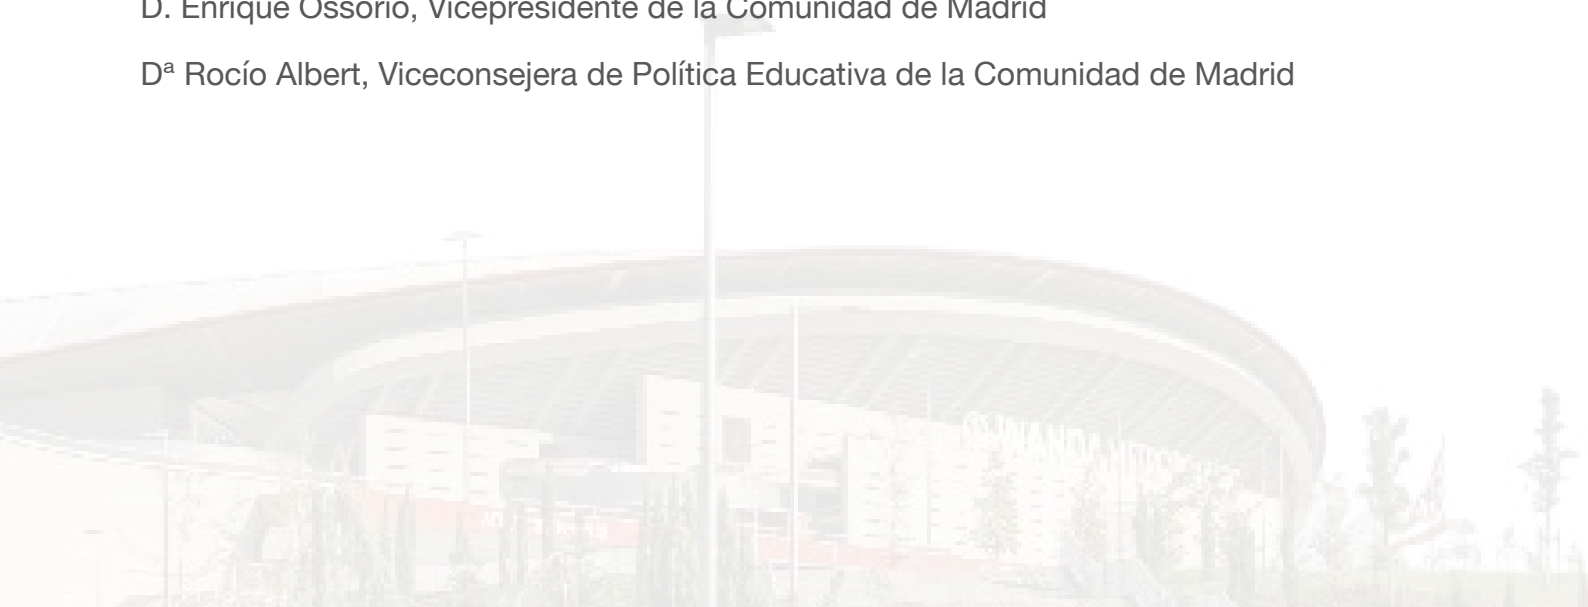 D. Enrique Ossorio, Vicepresidente de la Comunidad de Madrid
Dª Rocío Albert, Viceconsejera de Política Educativa de la Comunidad de Madrid
WANDA